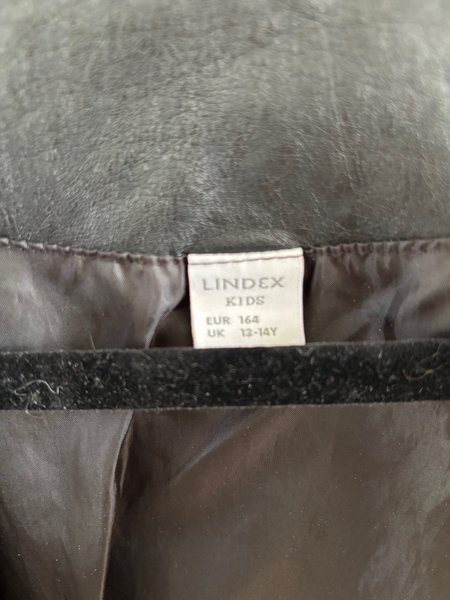 LINDEX
KIDS
EUR 164
UK 13-14Y